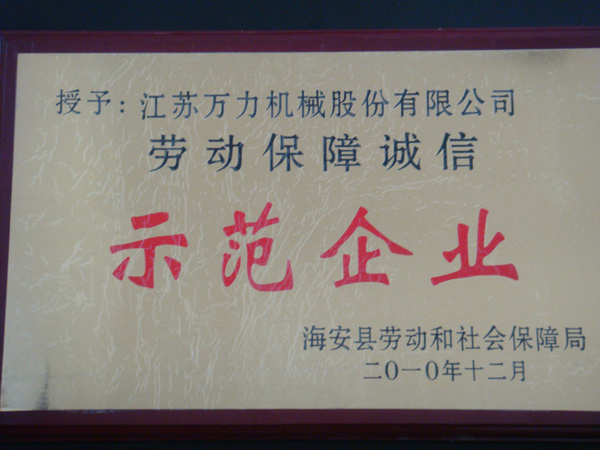 授予：江苏万力机械股份有限公司
劳动保障诚信
示范企业
海安县劳动和社会保障局
二〇一〇年十二月